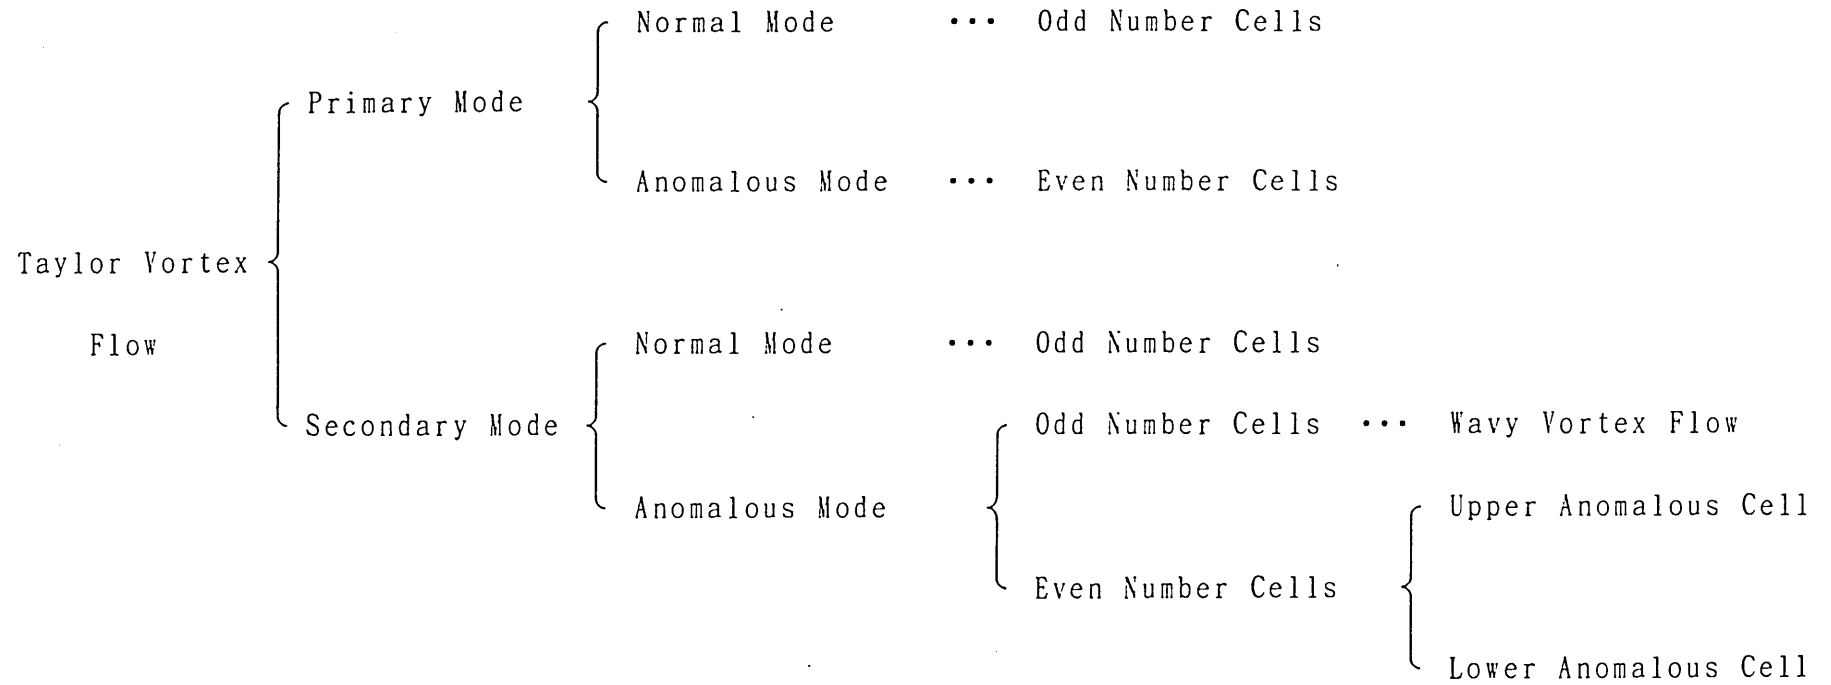 Normal Mode ··· Odd Number Cells
Primary Mode
Anomalous Mode ··· Even Number Cells
Taylor Vortex
Flow
Normal Mode ··· Odd Number Cells
Secondary Mode
Odd Number Cells ··· Wavy Vortex Flow
Anomalous Mode
Upper Anomalous Cell
Even Number Cells
Lower Anomalous Cell